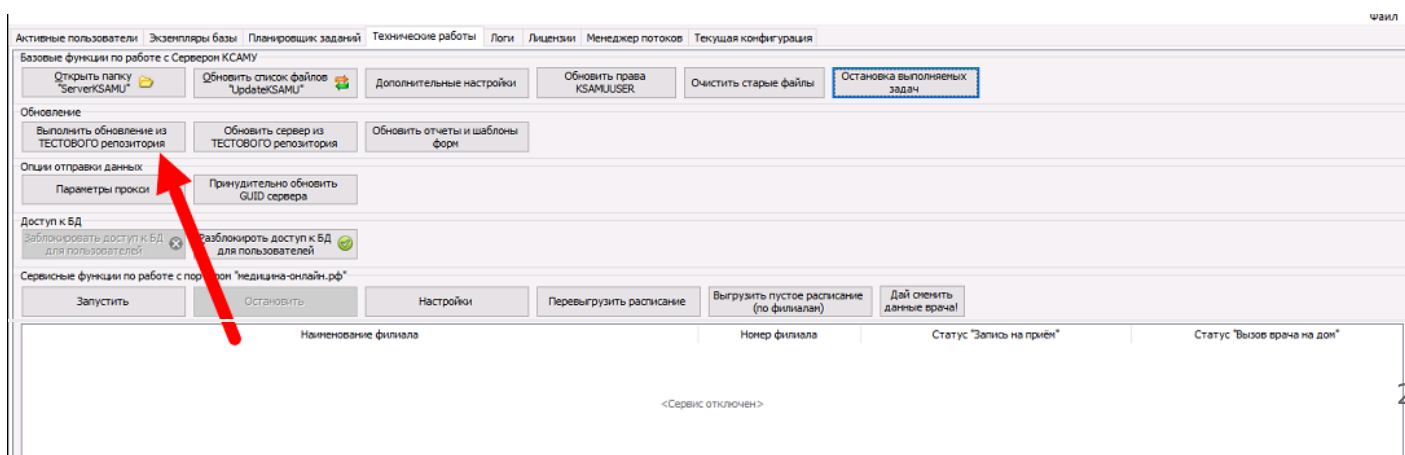 Файл
Активные пользователи Экземпляры базы Планировщик заданий Технические работы Логи Лицензии Менеджер потоков Текущая конфигурация
Базовые функции по работе с Сервером КСАМУ
Открыть папку "ServerKSAMU"
Обновить список файлов "UpdateKSAMU"
Дополнительные настройки
Обновить права KSAMUUSER
Очистить старые файлы
Остановка выполняемых задач
Обновление
Выполнить обновление из ТЕСТОВОГО репозитория
Обновить сервер из ТЕСТОВОГО репозитория
Обновить отчеты и шаблоны форм
Опции отправки данных
Параметры прокси
Принудительно обновить GUID сервера
Доступ к БД
Заблокировать доступ к БД для пользователей
Разблокироть доступ к БД для пользователей
Сервисные функции по работе с порталом "медицина-онлайн.рф"
Запустить
Остановить
Настройки
Перевыгрузить расписание
Выгрузить пустое расписание (по филиалам)
Дай сменить данные врача!
Наименование филиала Номер филиала Статус "Запись на приём" Статус "Вызов врача на дом"
<Сервис отключен>
2